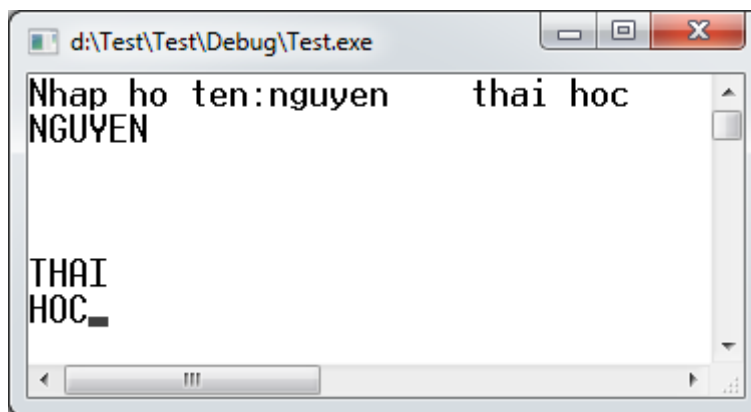 d:\Test\Test\Debug\Test.exe
Nhap ho ten:nguyen    thai hoc
NGUYEN
THAI
HOC